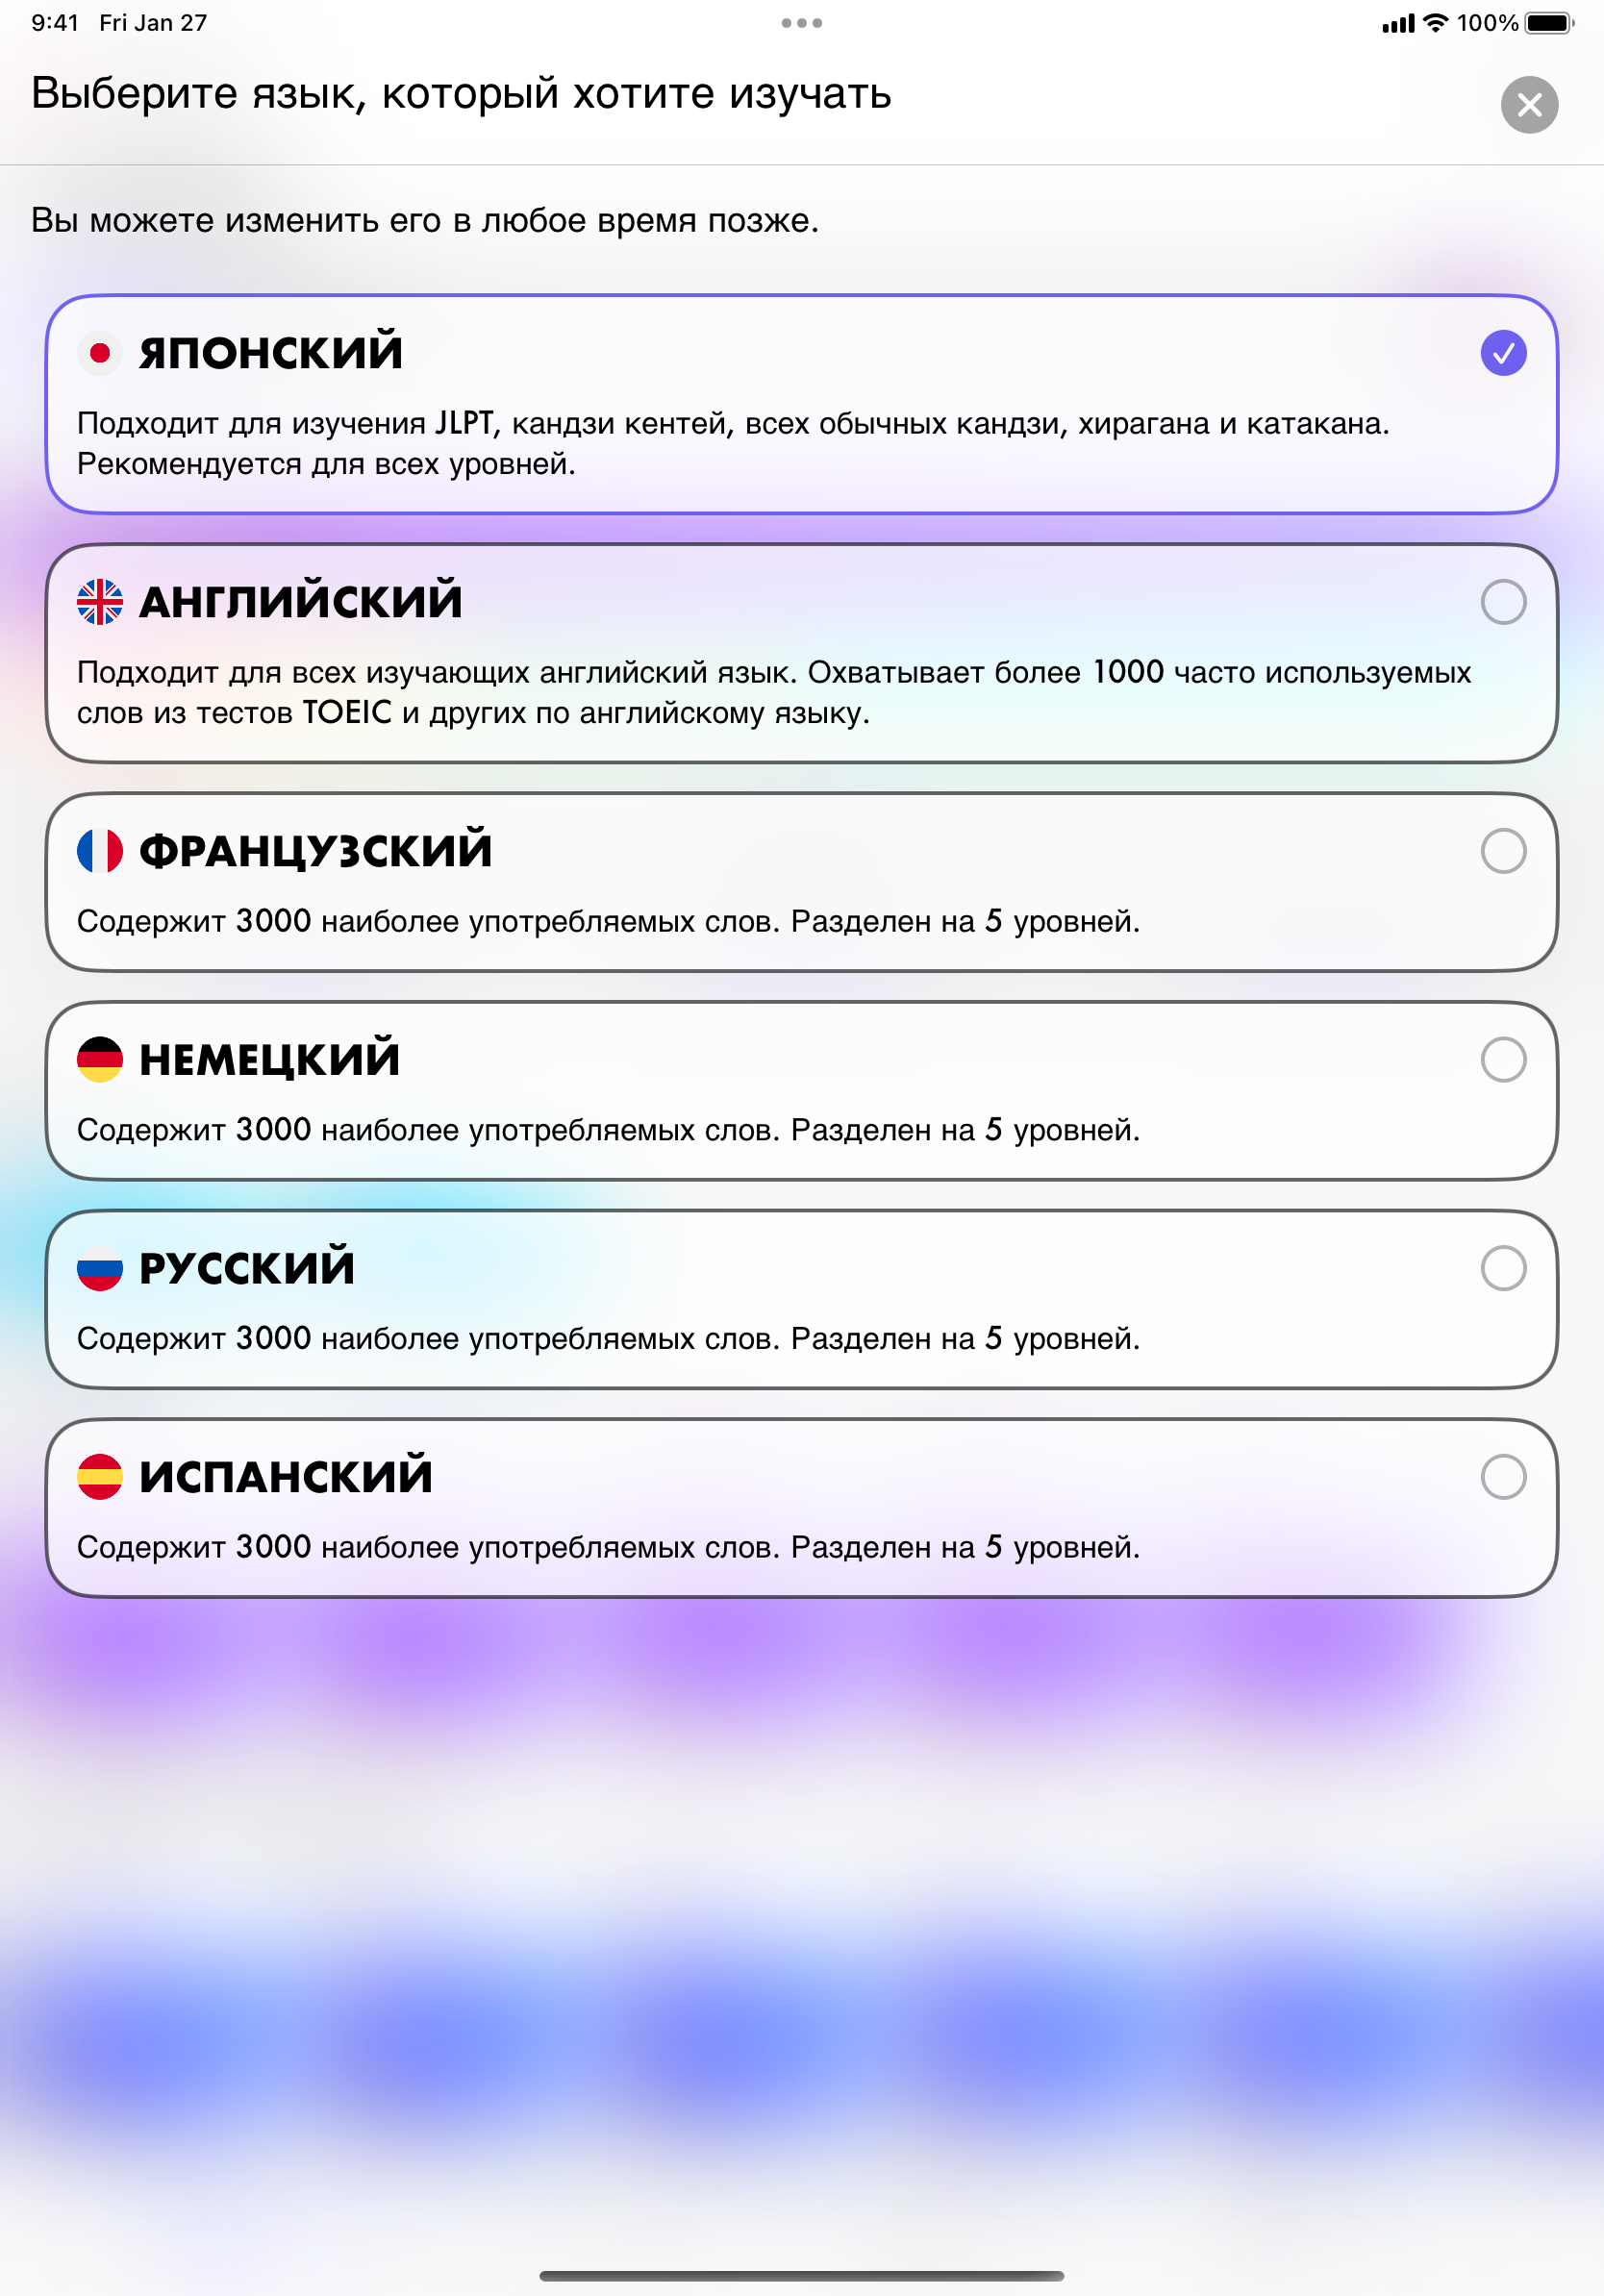 9:41 Fri Jan 27 100%
Выберите язык, который хотите изучать
Вы можете изменить его в любое время позже.
ЯПОНСКИЙ
Подходит для изучения JLPT, кандзи кентей, всех обычных кандзи, хирагана и катакана.
Рекомендуется для всех уровней.
АНГЛИЙСКИЙ
Подходит для всех изучающих английский язык. Охватывает более 1000 часто используемых
слов из тестов TOEIC и других по английскому языку.
ФРАНЦУЗСКИЙ
Содержит 3000 наиболее употребляемых слов. Разделен на 5 уровней.
НЕМЕЦКИЙ
Содержит 3000 наиболее употребляемых слов. Разделен на 5 уровней.
РУССКИЙ
Содержит 3000 наиболее употребляемых слов. Разделен на 5 уровней.
ИСПАНСКИЙ
Содержит 3000 наиболее употребляемых слов. Разделен на 5 уровней.